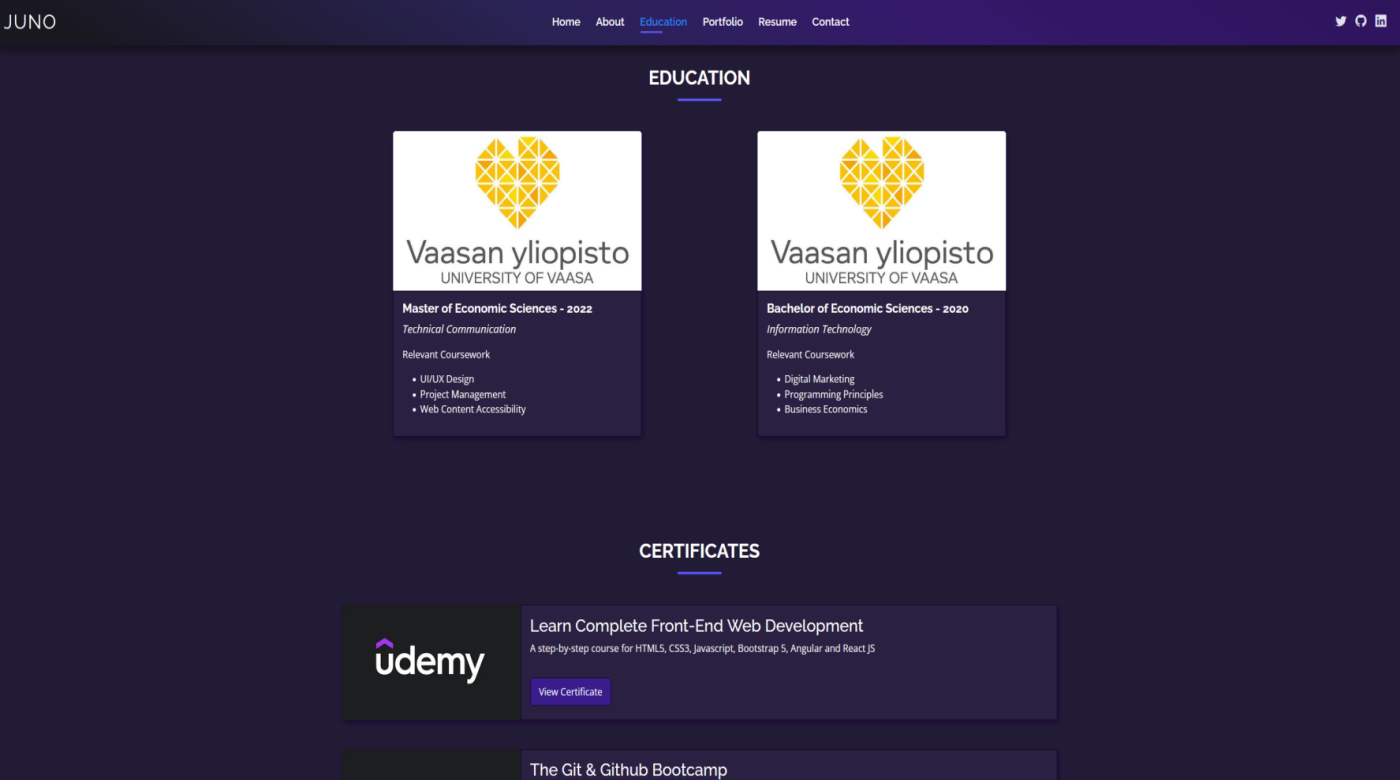 JUNO
Home About Education Portfolio Resume Contact
EDUCATION
Vaasan yliopisto
UNIVERSITY OF VAASA
Master of Economic Sciences - 2022
Technical Communication
Relevant Coursework
• UI/UX Design
• Project Management
• Web Content Accessibility
Vaasan yliopisto
UNIVERSITY OF VAASA
Bachelor of Economic Sciences - 2020
Information Technology
Relevant Coursework
• Digital Marketing
• Programming Principles
• Business Economics
CERTIFICATES
udemy
Learn Complete Front-End Web Development
A step-by-step course for HTML5, CSS3, Javascript, Bootstrap 5, Angular and React JS
View Certificate
The Git & Github Bootcamp